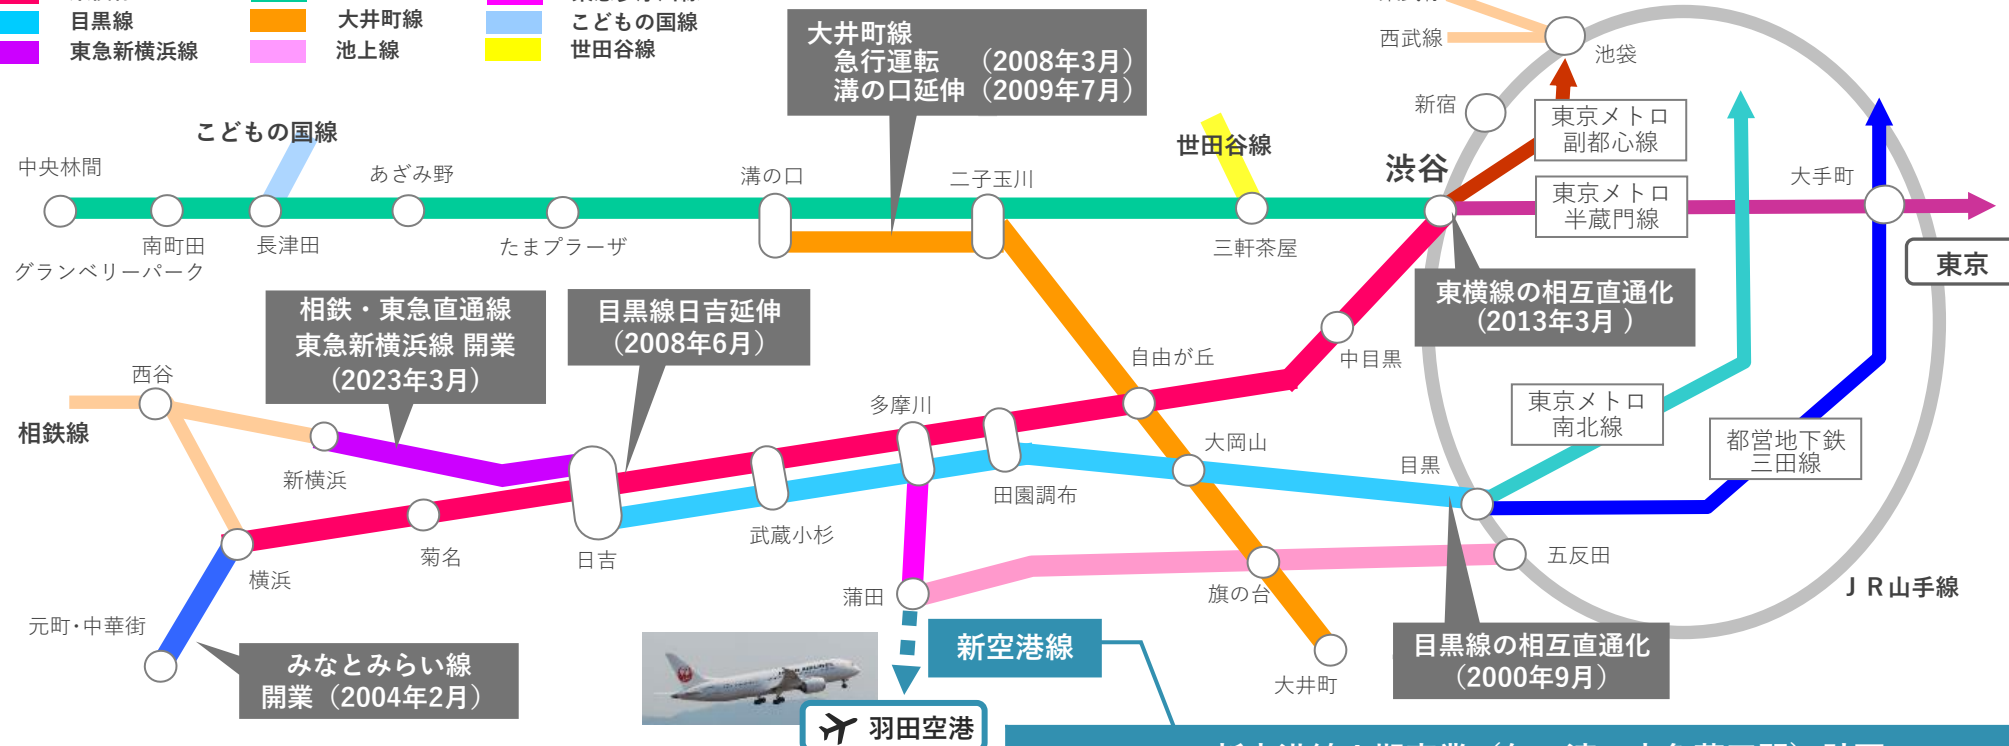 目黒線
大井町線
こどもの国線
東急新横浜線
池上線
世田谷線
大井町線
急行運転 （2008年3月）
溝の口延伸（2009年7月）
西武線
池袋
新宿
東京メトロ
副都心線
こどもの国線
世田谷線
渋谷
中央林間
あざみ野
溝の口
二子玉川
大手町
東京メトロ
半蔵門線
南町田
グランベリーパーク
長津田
たまプラーザ
三軒茶屋
東京
相鉄・東急直通線
東急新横浜線 開業
（2023年3月）
目黒線日吉延伸
（2008年6月）
東横線の相互直通化
（2013年3月 ）
中目黒
自由が丘
西谷
多摩川
相鉄線
東京メトロ
南北線
都営地下鉄
三田線
大岡山
目黒
新横浜
田園調布
武蔵小杉
菊名
日吉
横浜
五反田
ＪＲ山手線
蒲田
旗の台
元町･中華街
みなとみらい線
開業（2004年2月）
新空港線
目黒線の相互直通化
（2000年9月）
大井町
羽田空港